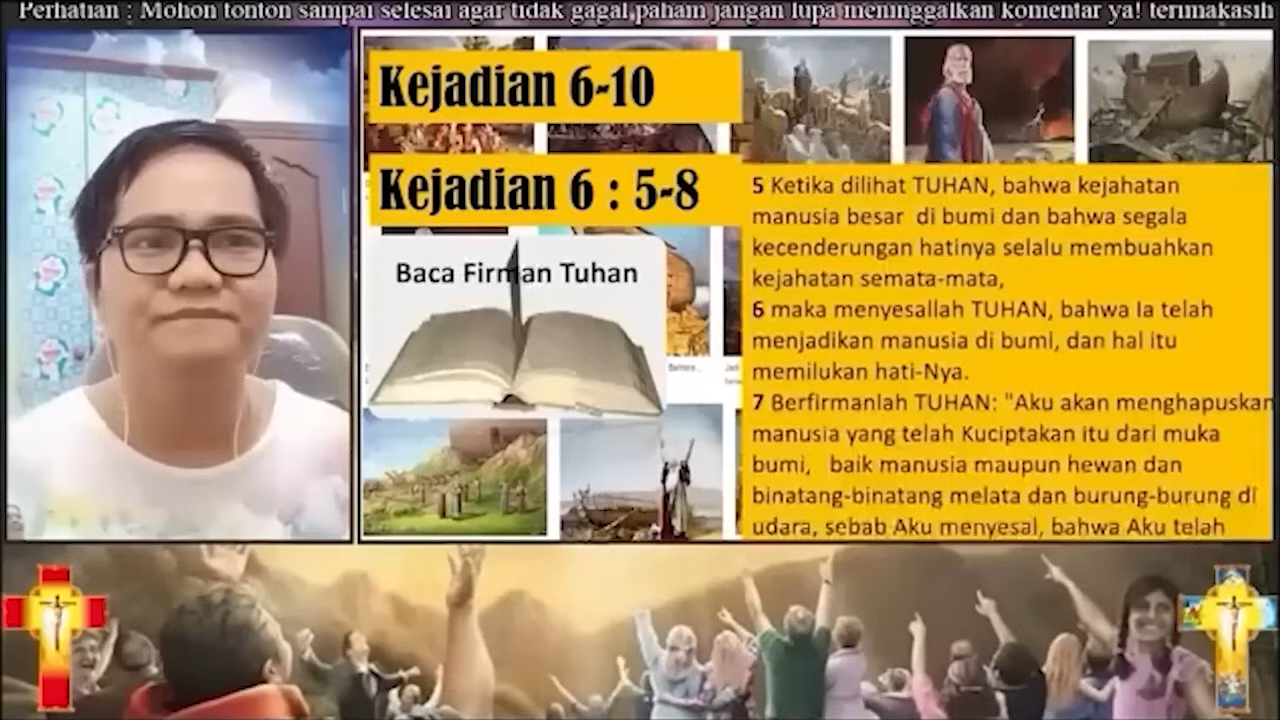 Perhatian : Mohon tonton sampai selesai agar tidak gagal paham jangan lupa meninggalkan komentar ya! terimakasih
Kejadian 6-10
Kejadian 6 : 5-8
Baca Firman Tuhan
5 Ketika dilihat TUHAN, bahwa kejahatan
manusia besar di bumi dan bahwa segala
kecenderungan hatinya selalu membuahkan
kejahatan semata-mata,
6 maka menyesallah TUHAN, bahwa Ia telah
menjadikan manusia di bumi, dan hal itu
memilukan hati-Nya.
7 Berfirmanlah TUHAN: "Aku akan menghapuskan
manusia yang telah Kuciptakan itu dari muka
bumi, baik manusia maupun hewan dan
binatang-binatang melata dan burung-burung di
udara, sebab Aku menyesal, bahwa Aku telah